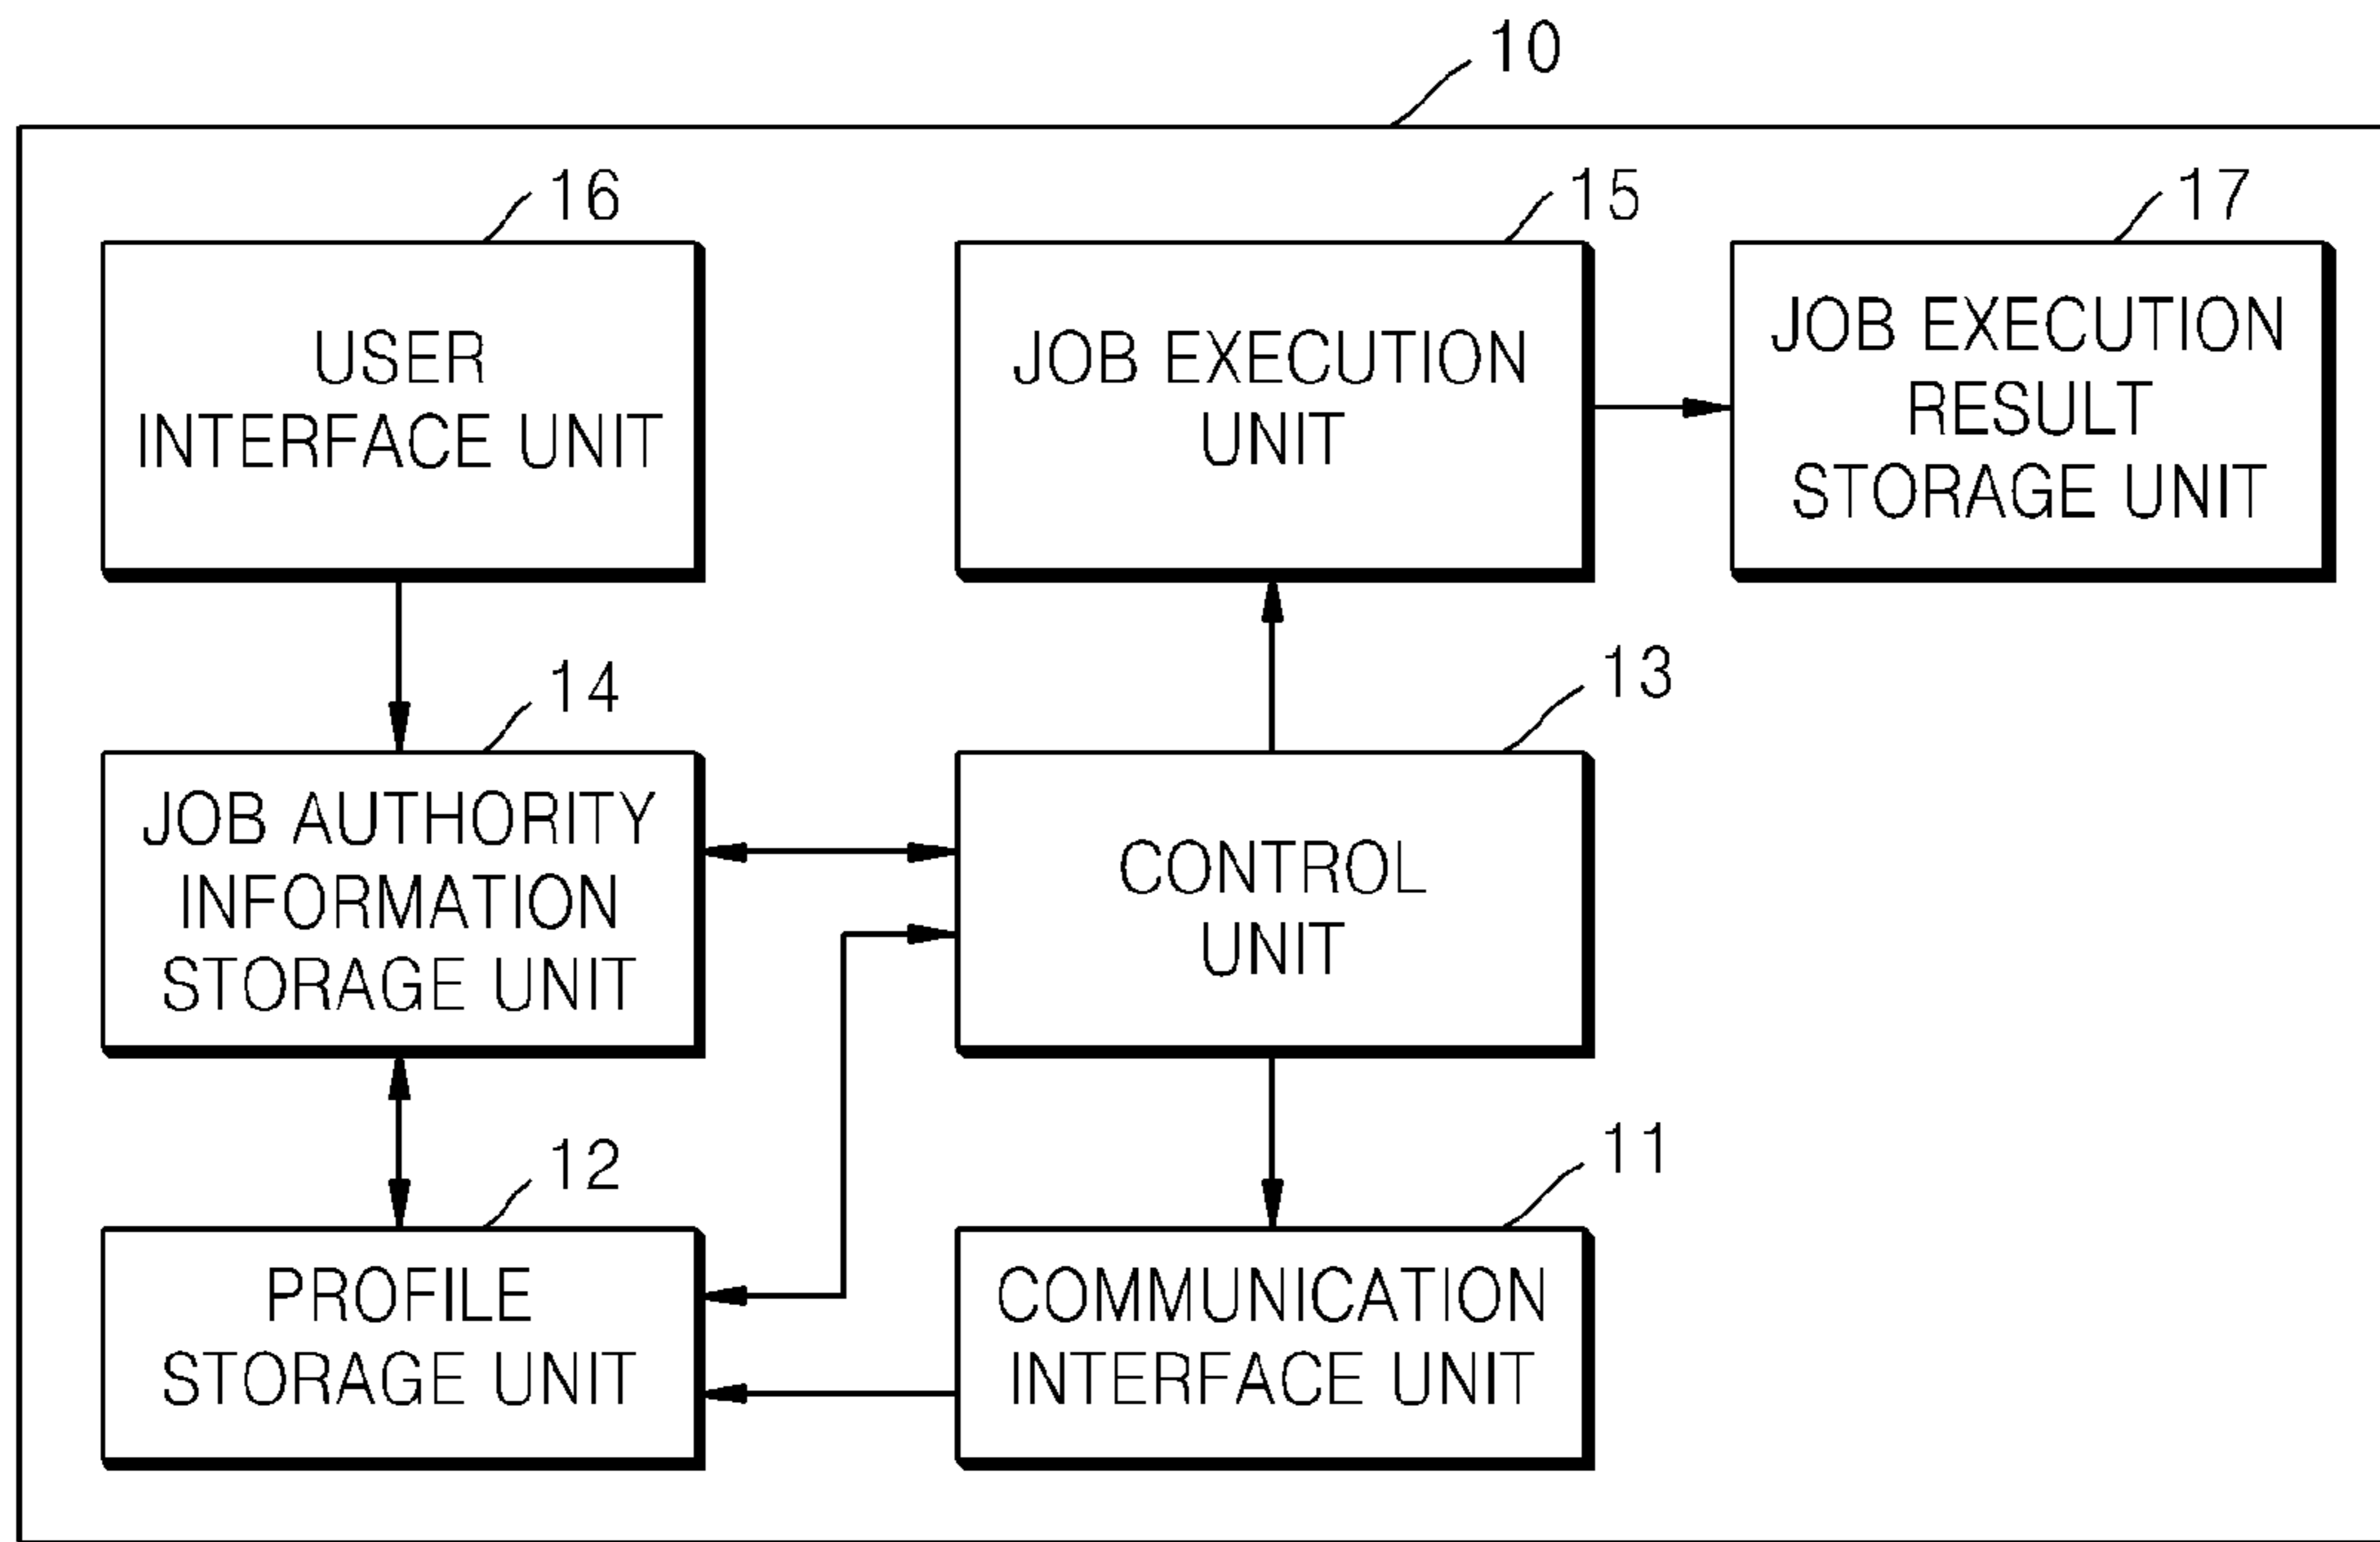 10
16
USER
INTERFACE UNIT
15
JOB EXECUTION
UNIT
17
JOB EXECUTION
RESULT
STORAGE UNIT
14
JOB AUTHORITY
INFORMATION
STORAGE UNIT
13
CONTROL
UNIT
12
PROFILE
STORAGE UNIT
11
COMMUNICATION
INTERFACE UNIT